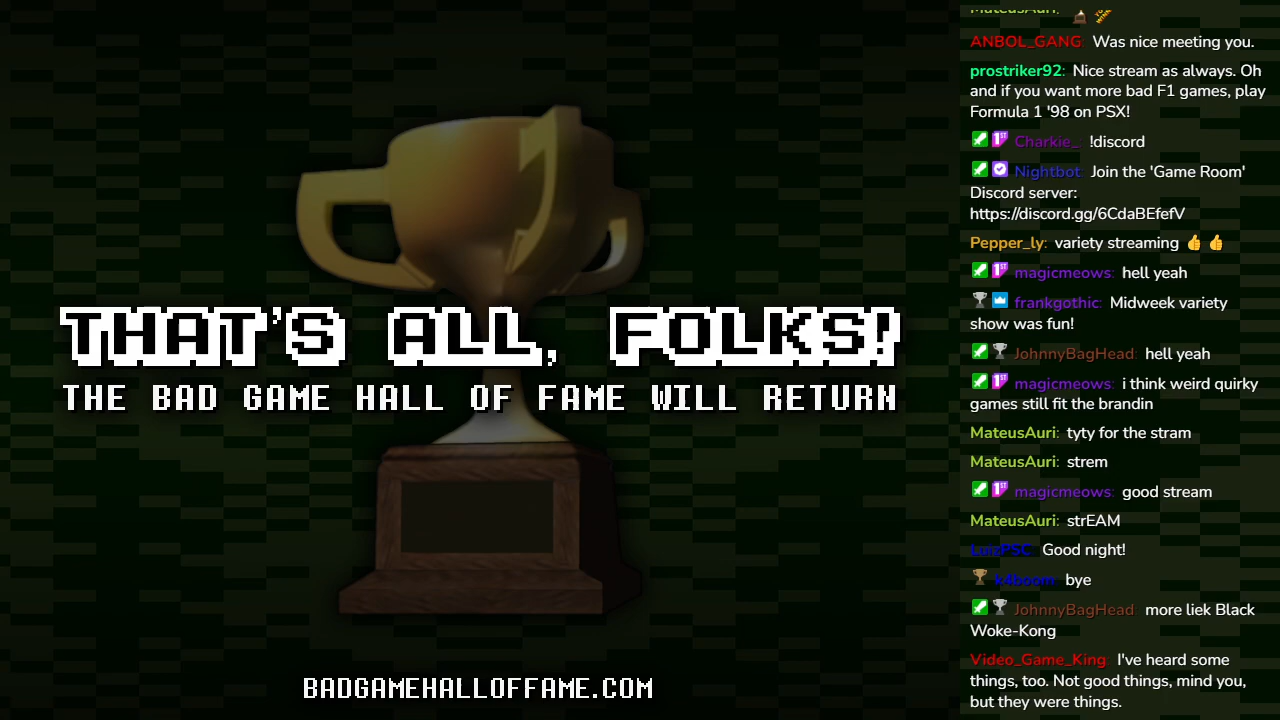 THAT'S ALL, FOLKS!
THE BAD GAME HALL OF FAME WILL RETURN
BADGAMEHALLOFFAME.COM
MateusAuri:
ANBOL_GANG: Was nice meeting you.
prostriker92: Nice stream as always. Oh
and if you want more bad F1 games, play
Formula 1 '98 on PSX!
Charkie_: !discord
Nightbot: Join the 'Game Room'
Discord server:
https://discord.gg/6CdaBEfefV
Pepper_ly: variety streaming 👍 👍
magicmeows: hell yeah
frankgothic: Midweek variety
show was fun!
JohnnyBagHead: hell yeah
magicmeows: i think weird quirky
games still fit the brandin
MateusAuri: tyty for the stram
MateusAuri: strem
magicmeows: good stream
MateusAuri: strEAM
LuizPSC: Good night!
k4boom: bye
JohnnyBagHead: more liek Black
Woke-Kong
Video_Game_King: I've heard some
things, too. Not good things, mind you,
but they were things.